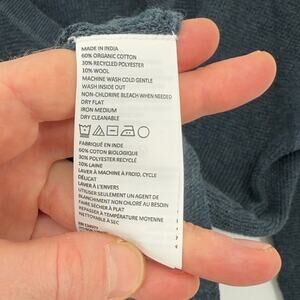 MADE IN INDIA
60% ORGANIC COTTON
30% RECYCLED POLYESTER
10% WOOL
MACHINE WASH COLD GENTLE
WASH INSIDE OUT
NON-CHLORINE BLEACH WHEN NEEDED
DRY FLAT
IRON MEDIUM
DRY CLEANABLE
FABRIQUÉ EN INDE
60% COTON BIOLOGIQUE
30% POLYESTER RECYCLÉ
10% LAINE
LAVER À MACHINE À FROID, CYCLE
DÉLICAT
LAVER À L'ENVERS
UTILISER SEULEMENT UN AGENT DE
BLANCHIMENT NON CHLORÉ AU BESOIN
FAIRE SÉCHER À PLAT
REPASSER À TEMPÉRATURE MOYENNE
NETTOYABLE À SEC